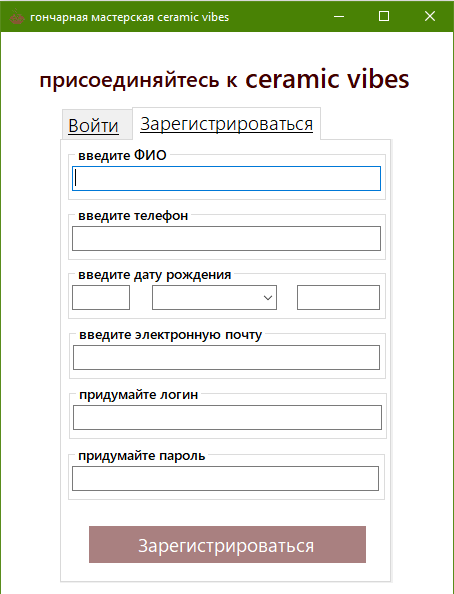 гончарная мастерская ceramic vibes
присоединяйтесь к ceramic vibes
Войти Зарегистрироваться
введите ФИО
введите телефон
введите дату рождения
введите электронную почту
придумайте логин
придумайте пароль
Зарегистрироваться